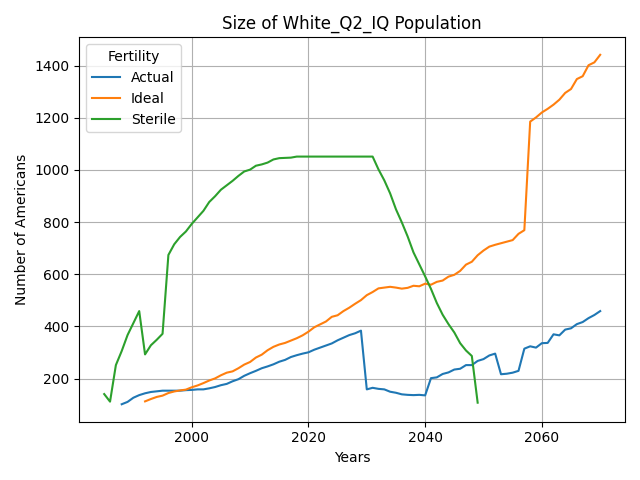 Size of White_Q2_IQ Population
Number of Americans
1400
1200
1000
800
600
400
200
Fertility
Actual
Ideal
Sterile
2000
2020
2040
2060
Years